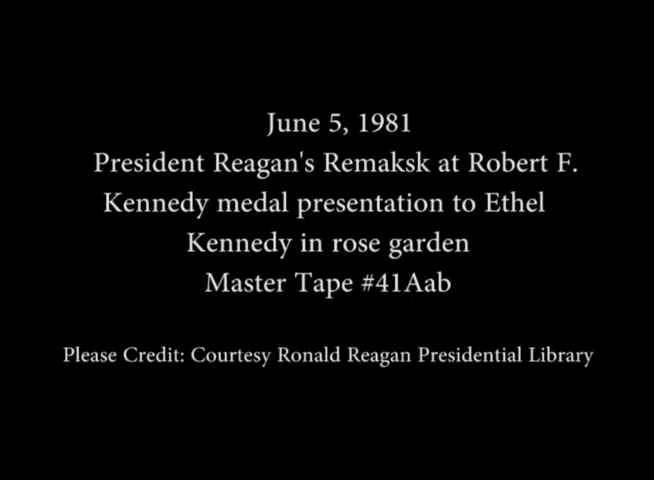 June 5, 1981
President Reagan's Remaksk at Robert F.
Kennedy medal presentation to Ethel
Kennedy in rose garden
Master Tape #41Aab
Please Credit: Courtesy Ronald Reagan Presidential Library